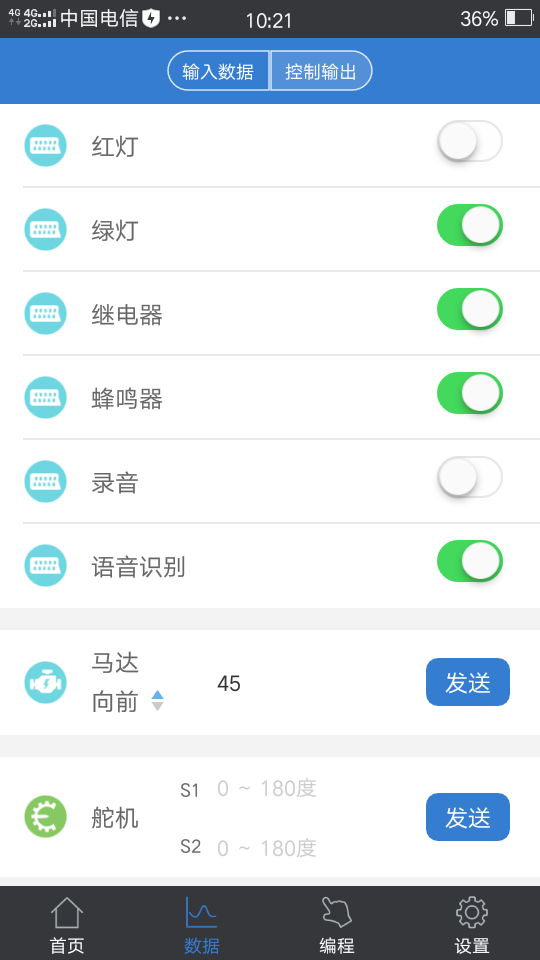 4G 4G 2G 中国电信 ••• 10:21 36%
输入数据 控制输出
红灯
绿灯
继电器
蜂鸣器
录音
语音识别
马达
向前 45 发送
S1 0 ~ 180度
舵机 发送
S2 0 ~ 180度
首页 数据 编程 设置